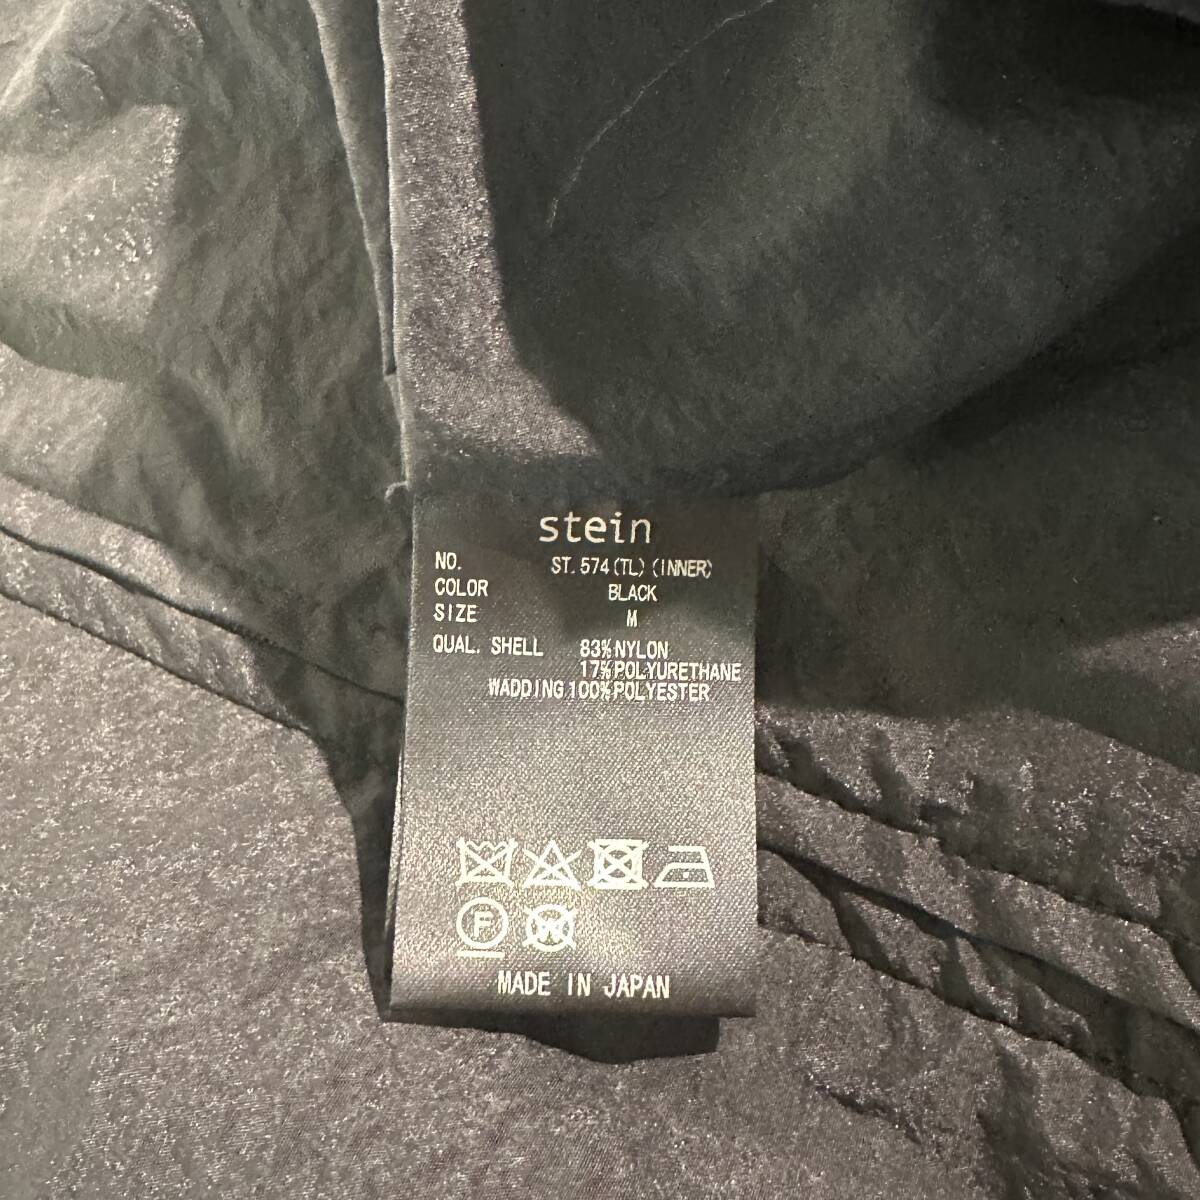 stein
NO. ST.574(TL)(INNER)
COLOR BLACK
SIZE M
QUAL. SHELL 83%NYLON
17%POLYURETHANE
WADDING 100%POLYESTER
F W
MADE IN JAPAN